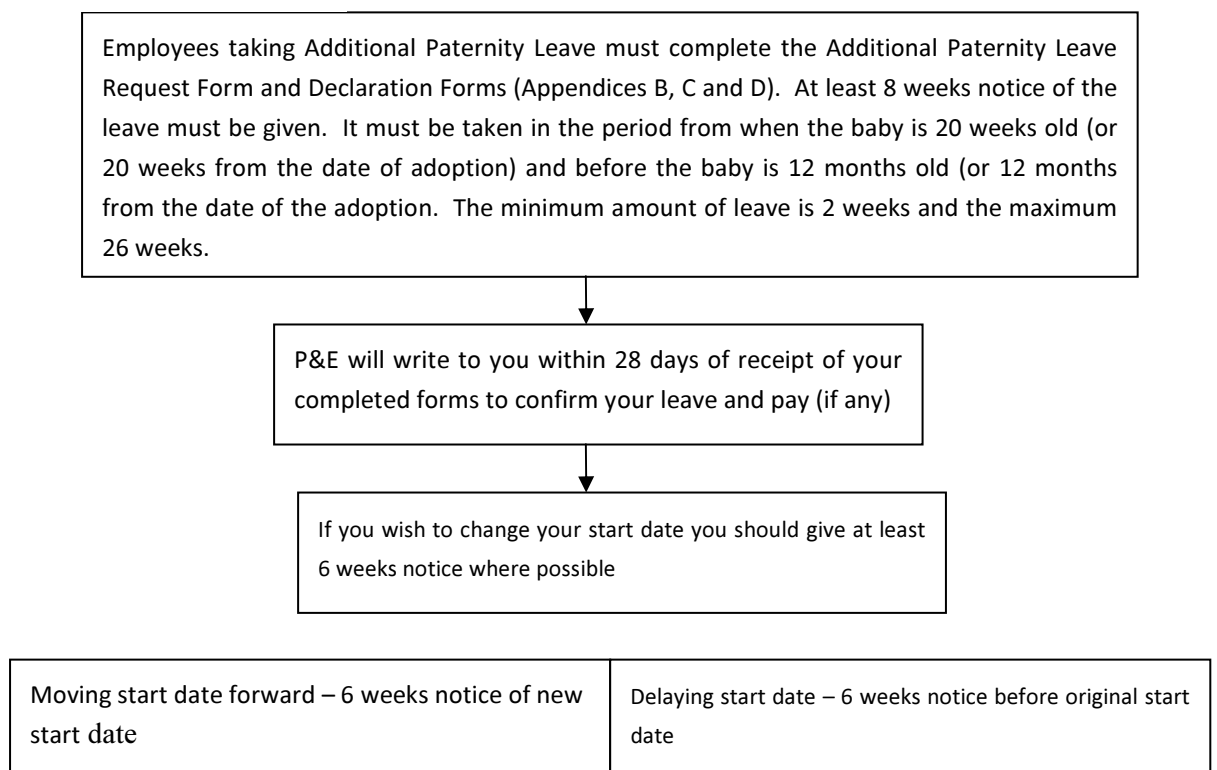 Employees taking Additional Paternity Leave must complete the Additional Paternity Leave
Request Form and Declaration Forms (Appendices B, C and D). At least 8 weeks notice of the
leave must be given. It must be taken in the period from when the baby is 20 weeks old (or
20 weeks from the date of adoption) and before the baby is 12 months old (or 12 months
from the date of the adoption. The minimum amount of leave is 2 weeks and the maximum
26 weeks.
P&E will write to you within 28 days of receipt of your
completed forms to confirm your leave and pay (if any)
If you wish to change your start date you should give at least
6 weeks notice where possible
Moving start date forward – 6 weeks notice of new
start date
Delaying start date – 6 weeks notice before original start
date